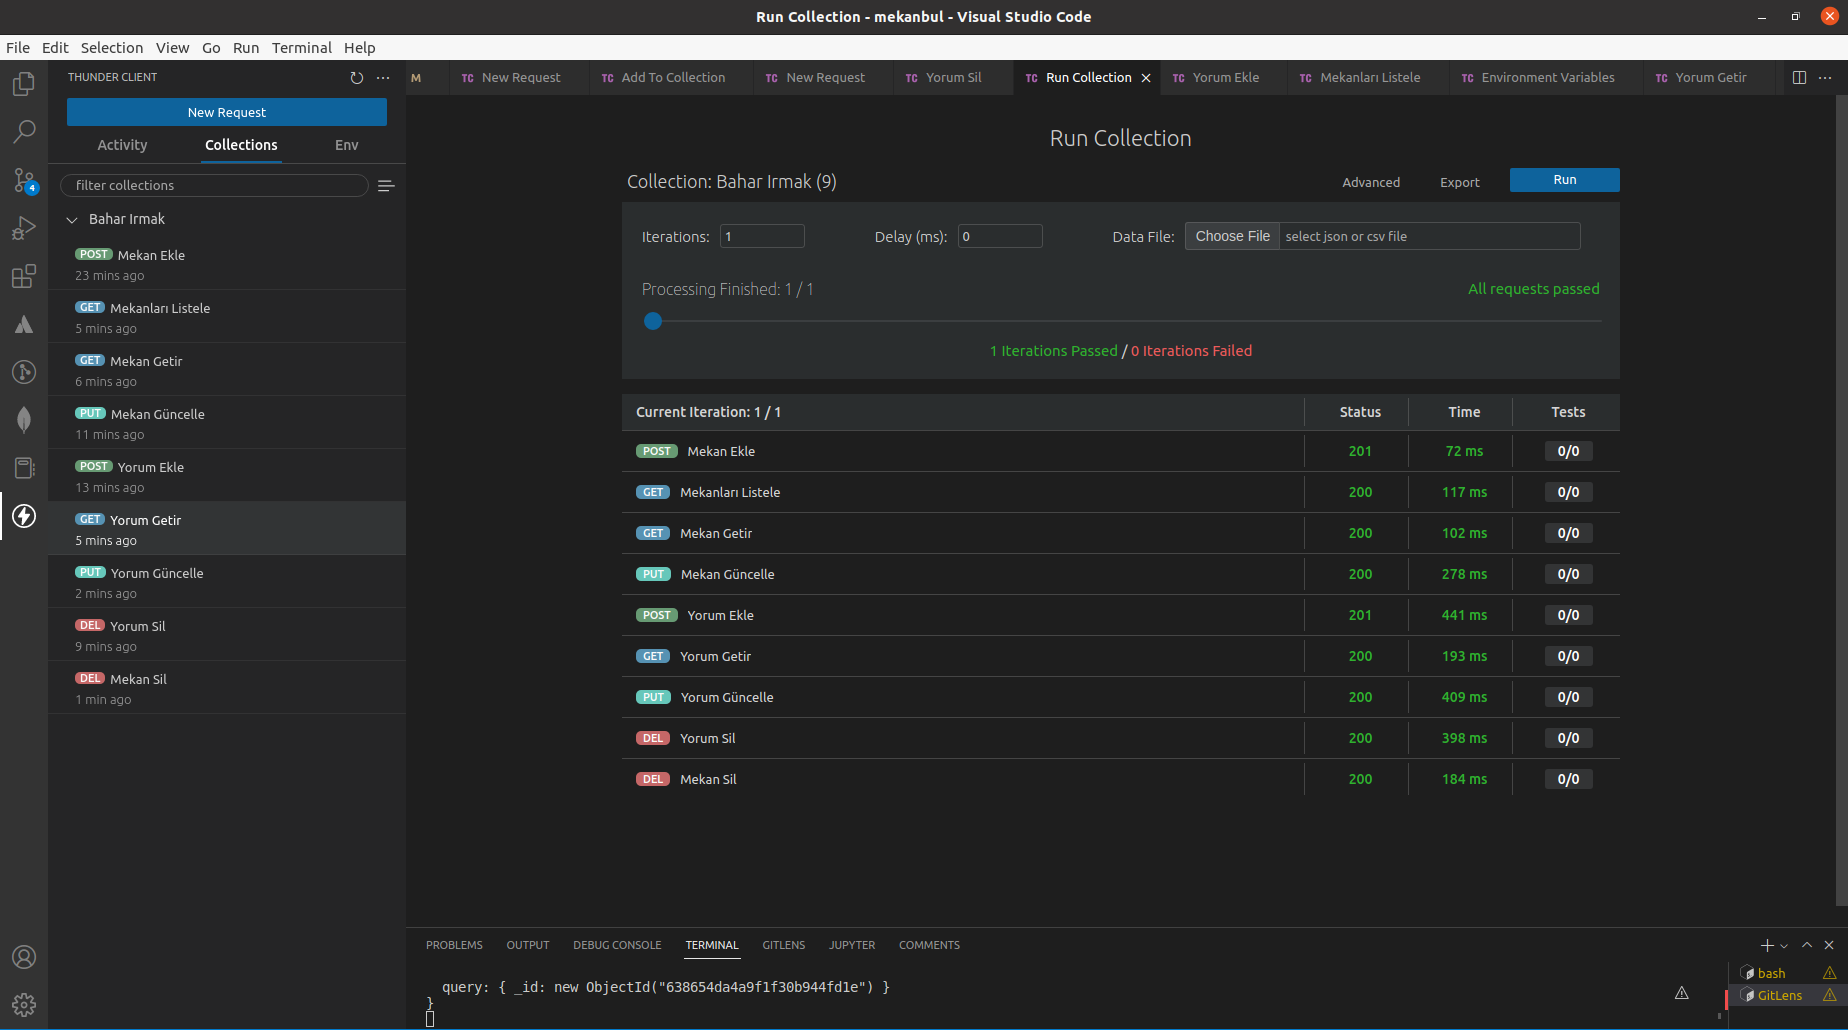 Run Collection - mekanbul - Visual Studio Code
File Edit Selection View Go Run Terminal Help
THUNDER CLIENT
New Request
Activity Collections Env
filter collections
Bahar Irmak
POST Mekan Ekle
23 mins ago
GET Mekanları Listele
5 mins ago
GET Mekan Getir
6 mins ago
PUT Mekan Güncelle
11 mins ago
POST Yorum Ekle
13 mins ago
GET Yorum Getir
5 mins ago
PUT Yorum Güncelle
2 mins ago
DEL Yorum Sil
9 mins ago
DEL Mekan Sil
1 min ago
4
M TC New Request TC Add To Collection TC New Request TC Yorum Sil TC Run Collection TC Yorum Ekle TC Mekanları Listele TC Environment Variables TC Yorum Getir
Run Collection
Collection: Bahar Irmak (9) Advanced Export Run
Iterations: 1 Delay (ms): 0 Data File: Choose File select json or csv file
Processing Finished: 1 / 1 All requests passed
1 Iterations Passed / 0 Iterations Failed
Current Iteration: 1 / 1 Status Time Tests
POST Mekan Ekle 201 72 ms 0/0
GET Mekanları Listele 200 117 ms 0/0
GET Mekan Getir 200 102 ms 0/0
PUT Mekan Güncelle 200 278 ms 0/0
POST Yorum Ekle 201 441 ms 0/0
GET Yorum Getir 200 193 ms 0/0
PUT Yorum Güncelle 200 409 ms 0/0
DEL Yorum Sil 200 398 ms 0/0
DEL Mekan Sil 200 184 ms 0/0
PROBLEMS OUTPUT DEBUG CONSOLE TERMINAL GITLENS JUPYTER COMMENTS
query: { _id: new ObjectId("638654da4a9f1f30b944fd1e") }
}
bash
GitLens